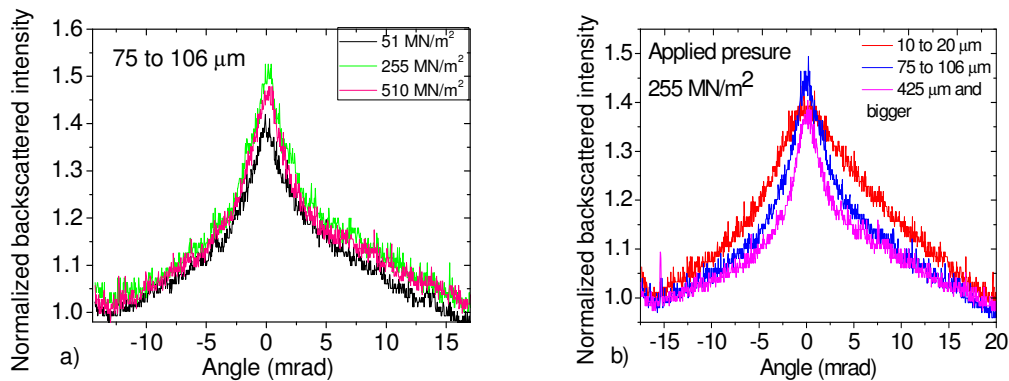 75 to 106 μm
51 MN/m²
255 MN/m²
510 MN/m²
Normalized backscattered intensity
1.6
1.5
1.4
1.3
1.2
1.1
1.0
-10 -5 0 5 10 15
a)
Angle (mrad)
Applied presure
255 MN/m²
10 to 20 μm
75 to 106 μm
425 μm and
bigger
Normalized backscattered intensity
1.5
1.4
1.3
1.2
1.1
1.0
-15 -10 -5 0 5 10 15 20
b)
Angle (mrad)